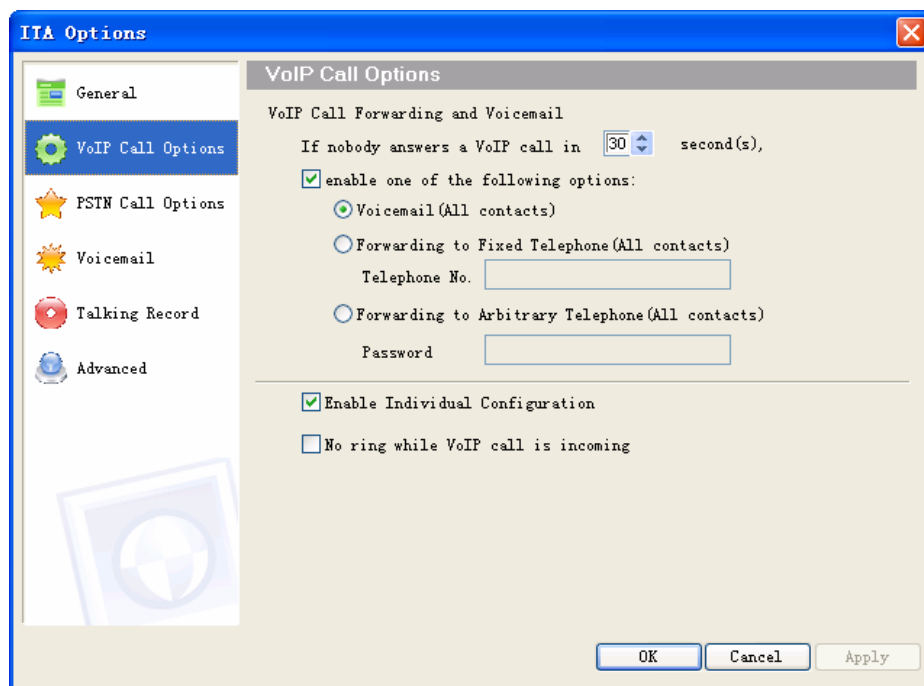 ITA Options
General
VoIP Call Options
PSTN Call Options
Voicemail
Talking Record
Advanced
VoIP Call Options
VoIP Call Forwarding and Voicemail
If nobody answers a VoIP call in 30 second(s),
enable one of the following options:
Voicemail(All contacts)
Forwarding to Fixed Telephone(All contacts)
Telephone No.
Forwarding to Arbitrary Telephone(All contacts)
Password
Enable Individual Configuration
No ring while VoIP call is incoming
OK Cancel Apply